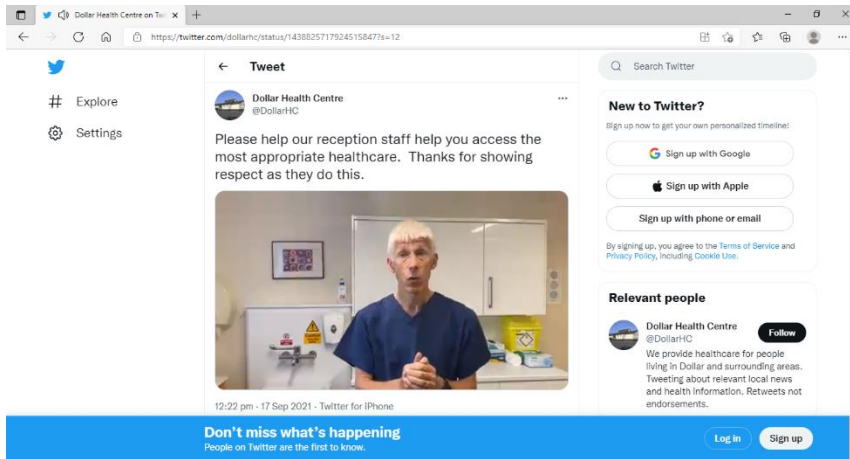 Dollar Health Centre on Twi
https://twitter.com/dollarhc/status/1438825717924515847?s=12
Explore
Settings
Tweet
Dollar Health Centre
@DollarHC
Please help our reception staff help you access the
most appropriate healthcare. Thanks for showing
respect as they do this.
12:22 pm · 17 Sep 2021 · Twitter for iPhone
Search Twitter
New to Twitter?
Sign up now to get your own personalized timeline!
Sign up with Google
Sign up with Apple
Sign up with phone or email
By signing up, you agree to the Terms of Service and
Privacy Policy, including Cookie Use.
Relevant people
Dollar Health Centre
@DollarHC
Follow
We provide healthcare for people
living in Dollar and surrounding areas.
Tweeting about relevant local news
and health information. Retweets not
endorsements.
Don't miss what's happening
People on Twitter are the first to know.
Log in
Sign up